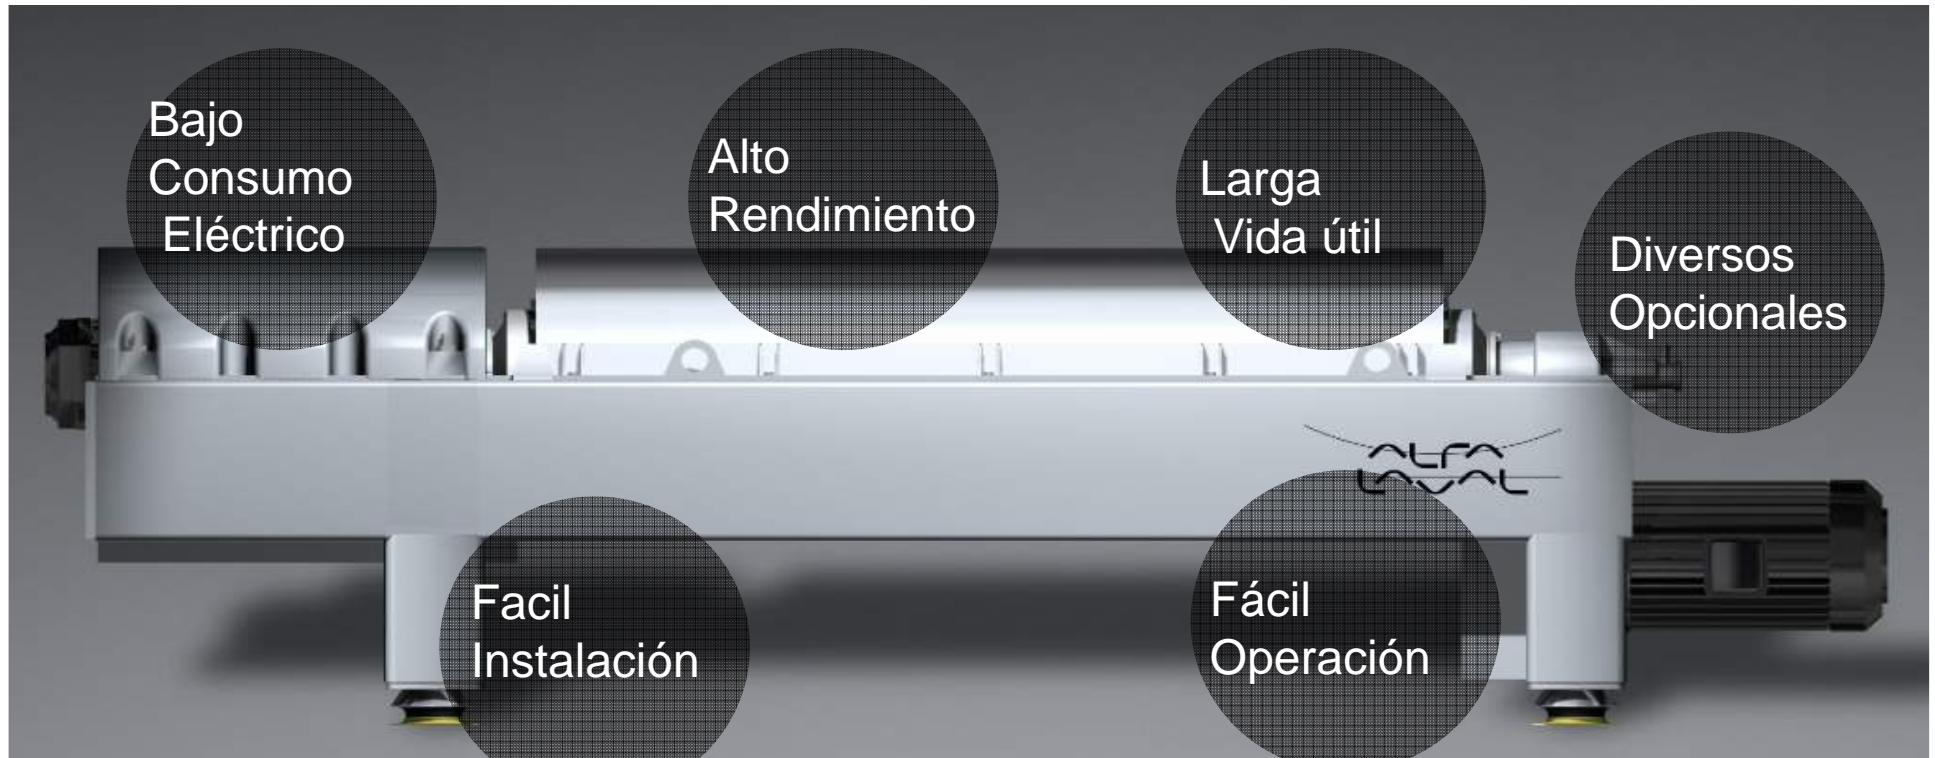 Bajo
Consumo
Eléctrico
Alto
Rendimiento
Larga
Vida útil
Diversos
Opcionales
ALFA
LAVAL
Facil
Instalación
Fácil
Operación